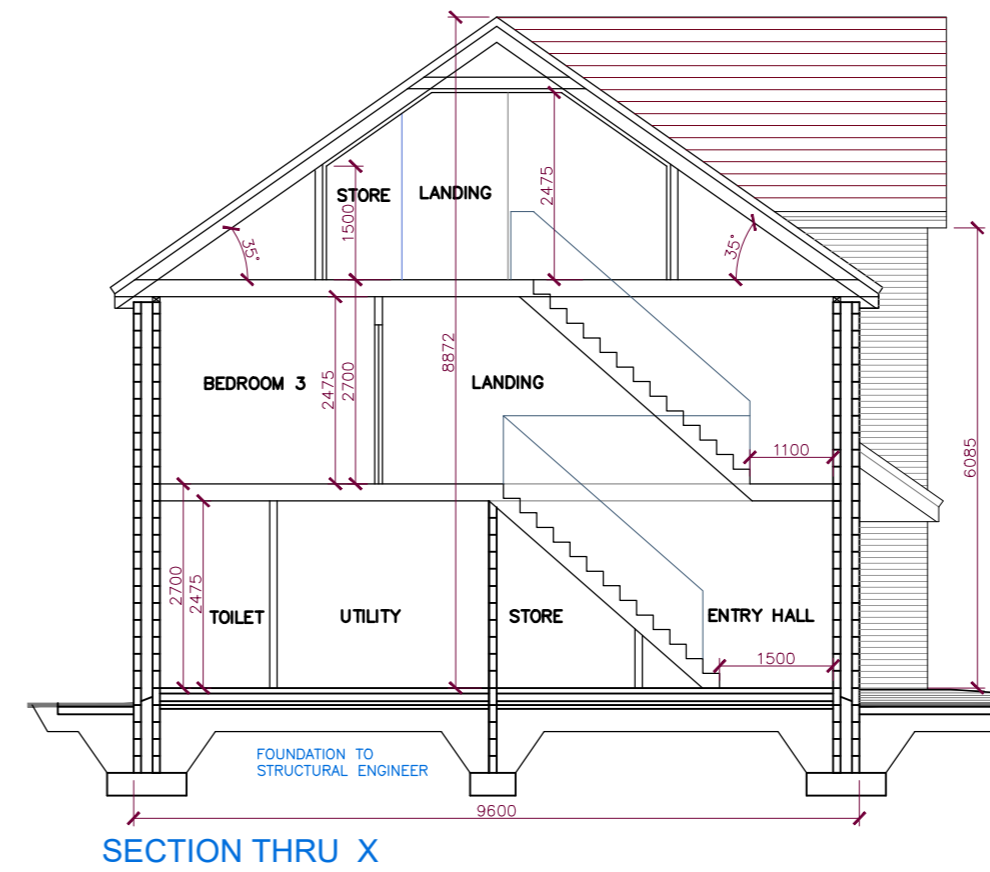 STORE
LANDING
2475
1500
35°
35°
8872
BEDROOM 3
2475
2700
LANDING
1100
6085
2700
2475
TOILET
UTILITY
STORE
ENTRY HALL
1500
FOUNDATION TO
STRUCTURAL ENGINEER
9600
SECTION THRU X